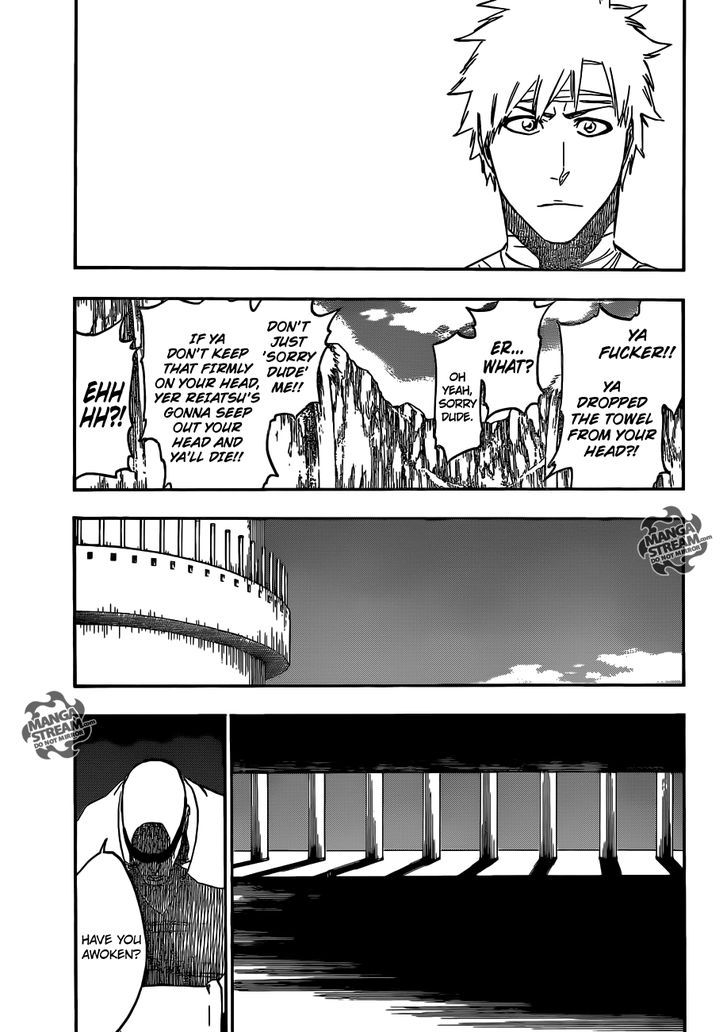 YA
FUCKER!!
YA
DROPPED
THE TOWEL
FROM YOUR
HEAD?!
ER...
WHAT?
OH
YEAH,
SORRY
DUDE.
DON'T
JUST
'SORRY
DUDE'
ME!!
IF YA
DON'T KEEP
THAT FIRMLY
ON YOUR HEAD,
YER REIATSU'S
GONNA SEEP
OUT YOUR
HEAD AND
YA'LL DIE!!
EHH
HH?!
MANGA
STREAM.COM
DO NOT MIRROR
MANGA
STREAM.COM
DO NOT MIRROR
HAVE YOU
AWOKEN?